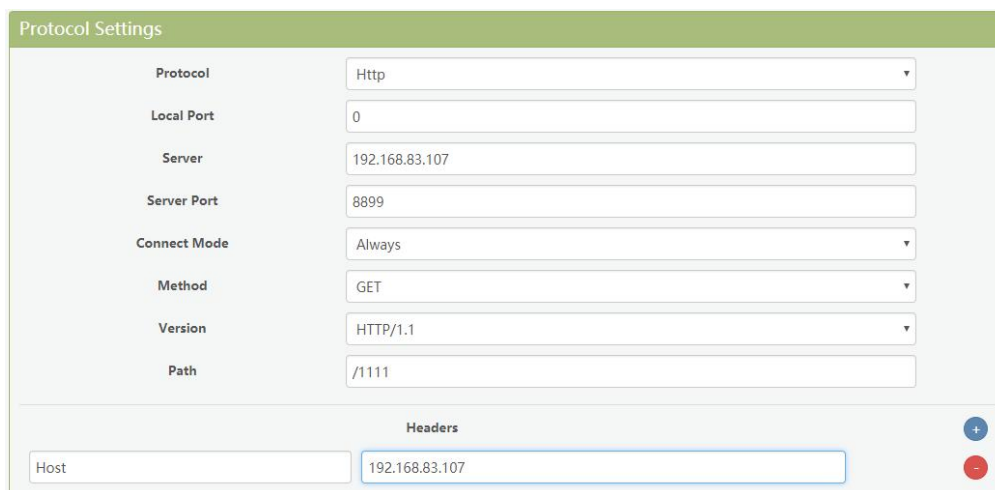 Protocol Settings
Protocol Http
Local Port 0
Server 192.168.83.107
Server Port 8899
Connect Mode Always
Method GET
Version HTTP/1.1
Path /1111
Headers +
Host 192.168.83.107 -